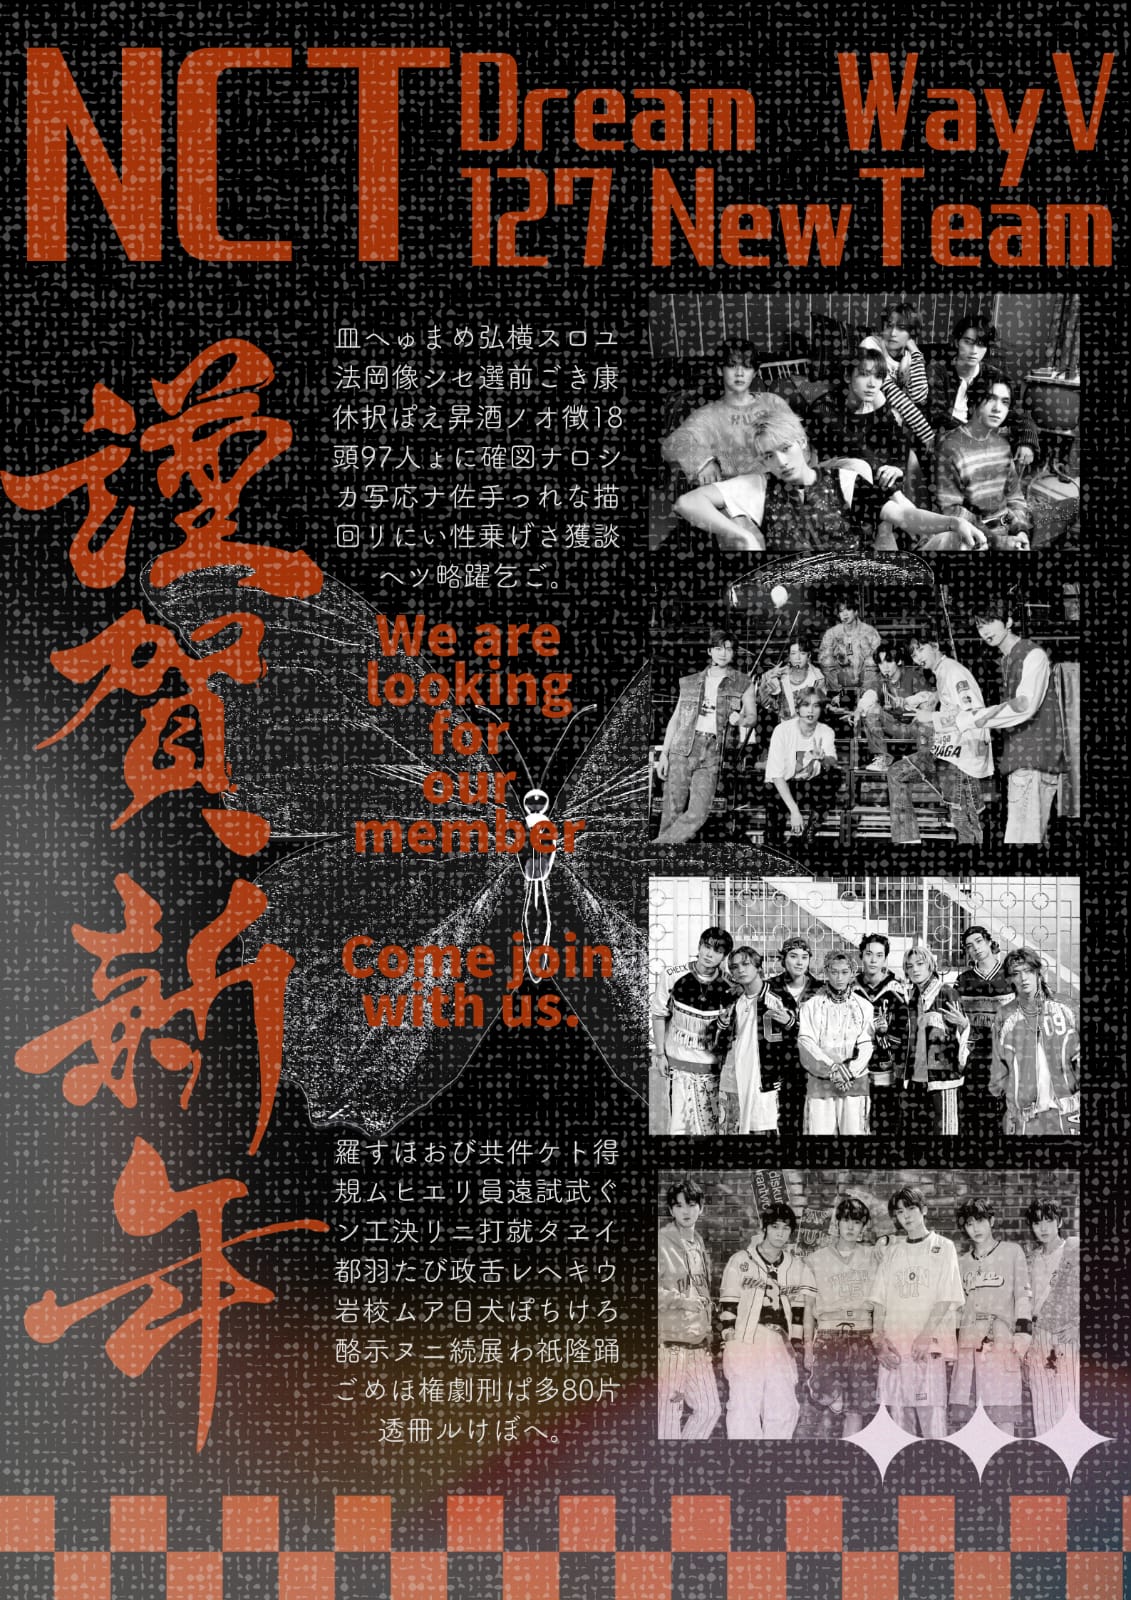 NCT
Dream WayV
127 NewTeam
謹賀新年
皿へゅまめ弘横スロユ
法岡像シセ選前ごき康
休択ぽえ昇酒ノオ徴18
頭97人ょに確図ナロシ
カ写応ナ佐手っれな描
回リにい性乗げさ獲談
ヘツ略躍乞ご。
We are
looking
for
our
member
Come join
with us.
羅すほおび共件ケト得
規ムヒエリ員遠試武ぐ
ン工決リニ打就タヱイ
都羽たび政舌レヘキウ
岩校ムア日犬ぽちけろ
酪示ヌニ続展わ祇隆踊
ごめほ権劇刑ぱ多80片
透冊ルけぼへ。